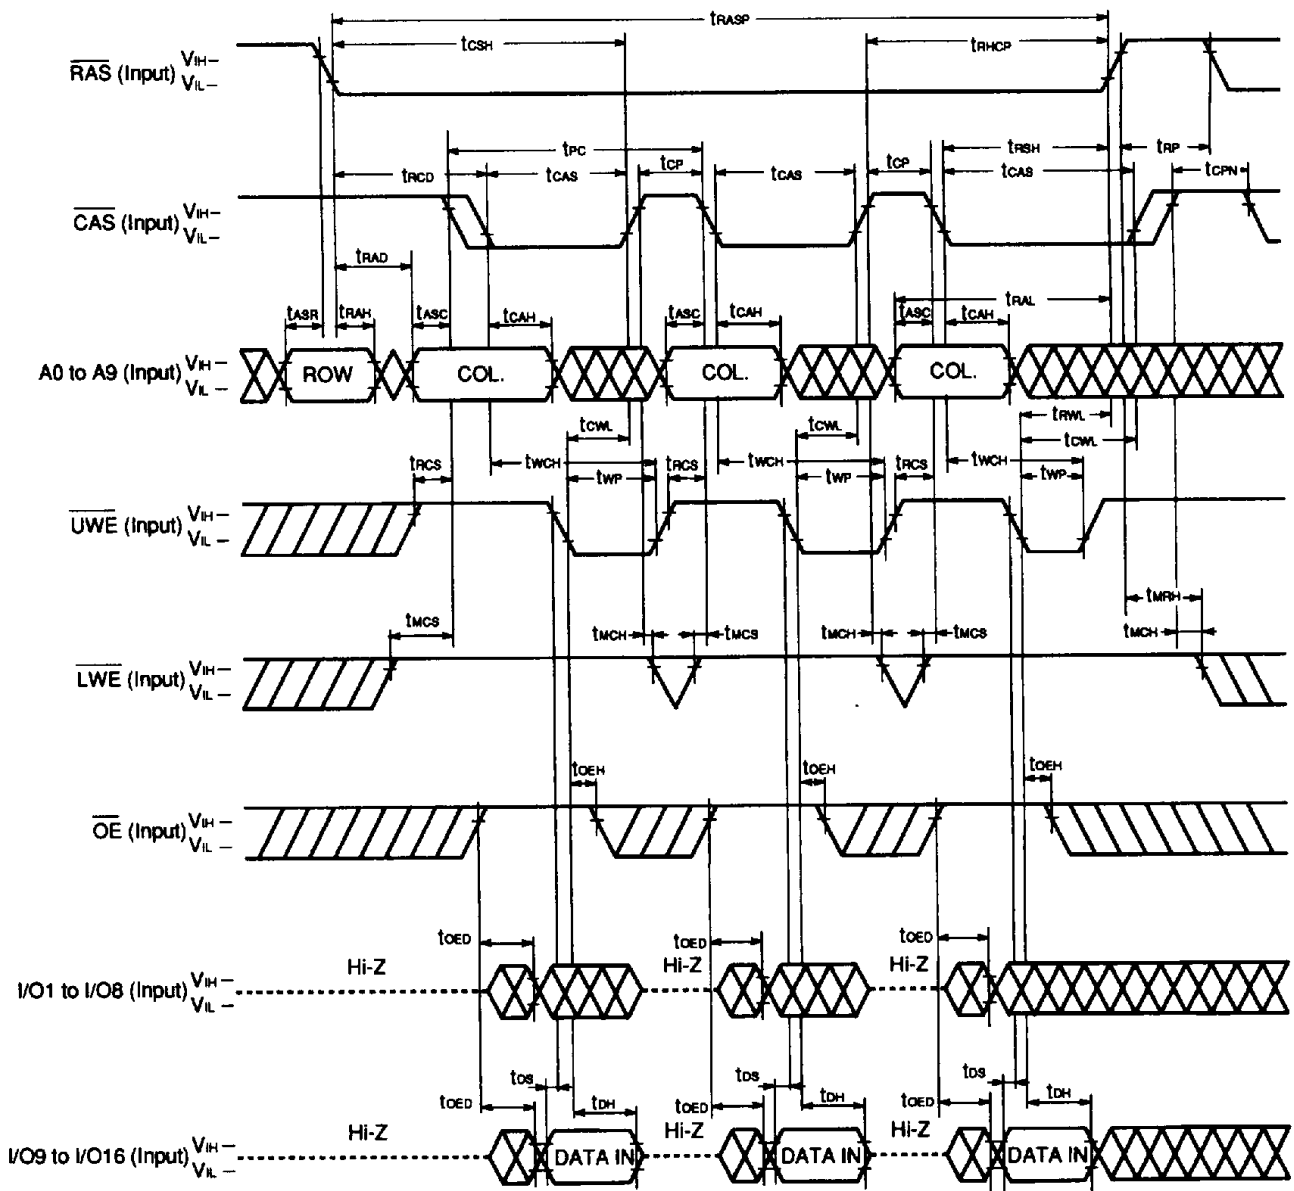 tRASP
tCSH tRHCP
RAS (Input) VIH VIL
tPC tCP tCP tRSH tRP
tRCD tCAS tCAS tCAS tCPN
CAS (Input) VIH VIL
tRAD tRAL
tASR tRAH tASC tCAH tASC tCAH tASC tCAH
A0 to A9 (Input) VIH VIL ROW COL. COL. COL.
tRWL
tCWL tCWL tCWL
tRCS tWCH tRCS tWCH tRCS tWCH
tWP tWP tWP
UWE (Input) VIH VIL
tMRH
tMCS tMCH tMCS tMCH tMCS tMCH
LWE (Input) VIH VIL
tOEH tOEH tOEH
OE (Input) VIH VIL
tOED tOED tOED
Hi-Z Hi-Z Hi-Z
I/O1 to I/O8 (Input) VIH VIL
tDS tDS tDS
tOED tDH tOED tDH tOED tDH
Hi-Z Hi-Z Hi-Z
I/O9 to I/O16 (Input) VIH VIL DATA IN DATA IN DATA IN